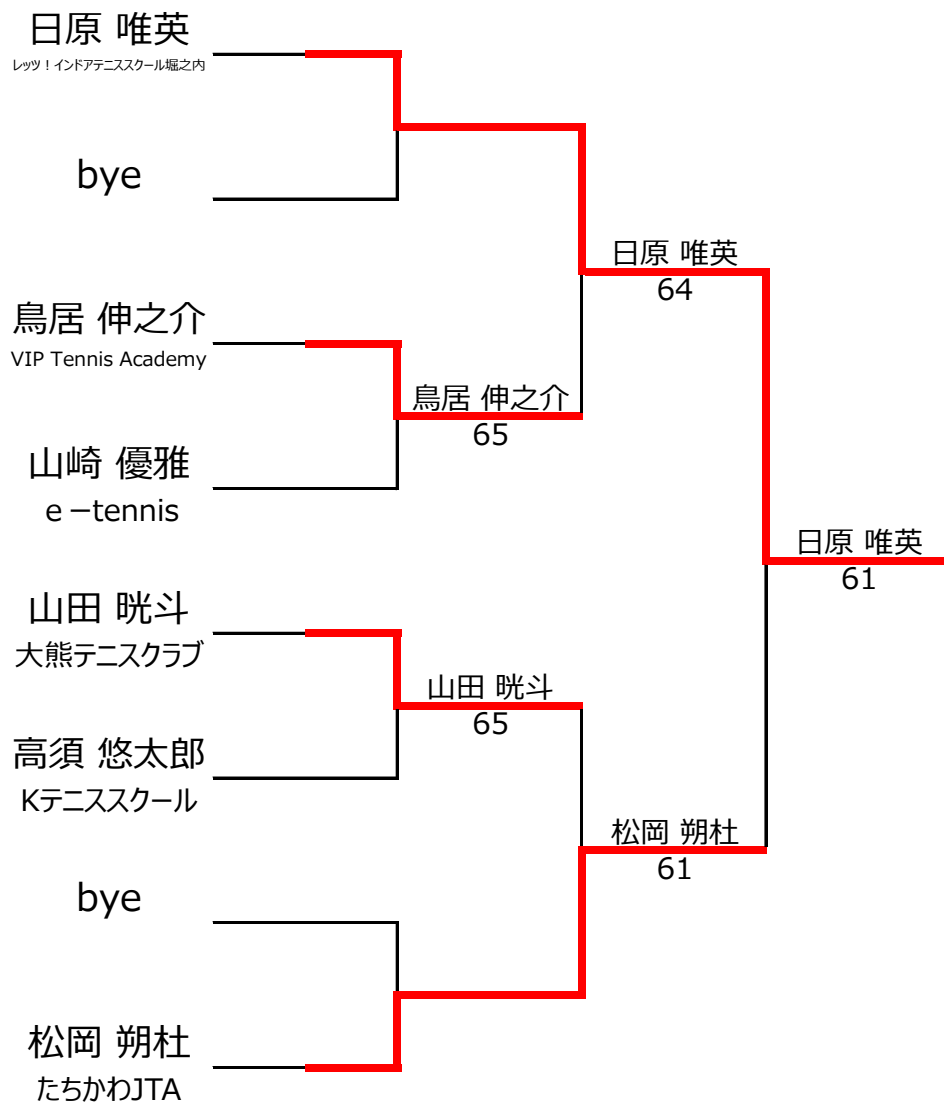 日原 唯英
レッツ！インドアテニススクール堀之内
bye
日原 唯英
64
鳥居 伸之介
VIP Tennis Academy
鳥居 伸之介
65
山崎 優雅
e－tennis
日原 唯英
61
山田 晄斗
大熊テニスクラブ
山田 晄斗
65
高須 悠太郎
Kテニススクール
松岡 朔杜
61
bye
松岡 朔杜
たちかわJTA